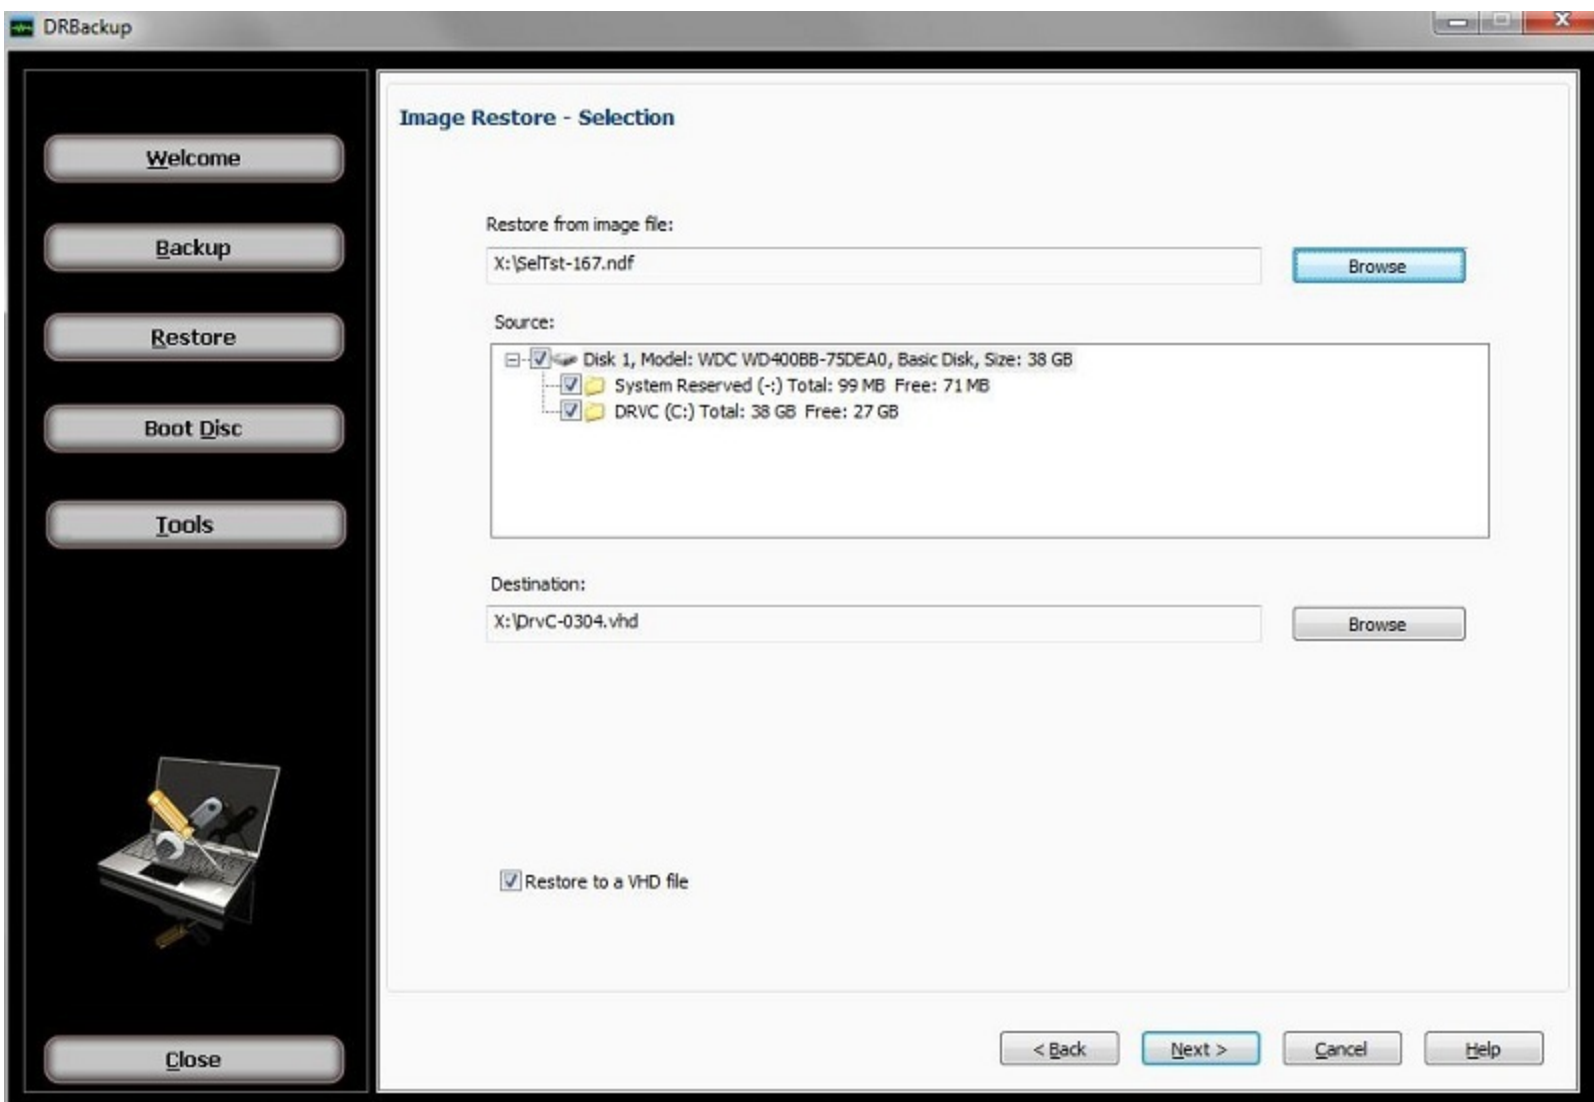 DRBackup
Welcome
Backup
Restore
Boot Disc
Tools
Close
Image Restore - Selection
Restore from image file:
X:\SelTst-167.ndf
Browse
Source:
Disk 1, Model: WDC WD400BB-75DEA0, Basic Disk, Size: 38 GB
System Reserved (-:) Total: 99 MB Free: 71 MB
DRVC (C:) Total: 38 GB Free: 27 GB
Destination:
X:\DrvC-0304.vhd
Browse
Restore to a VHD file
< Back
Next >
Cancel
Help